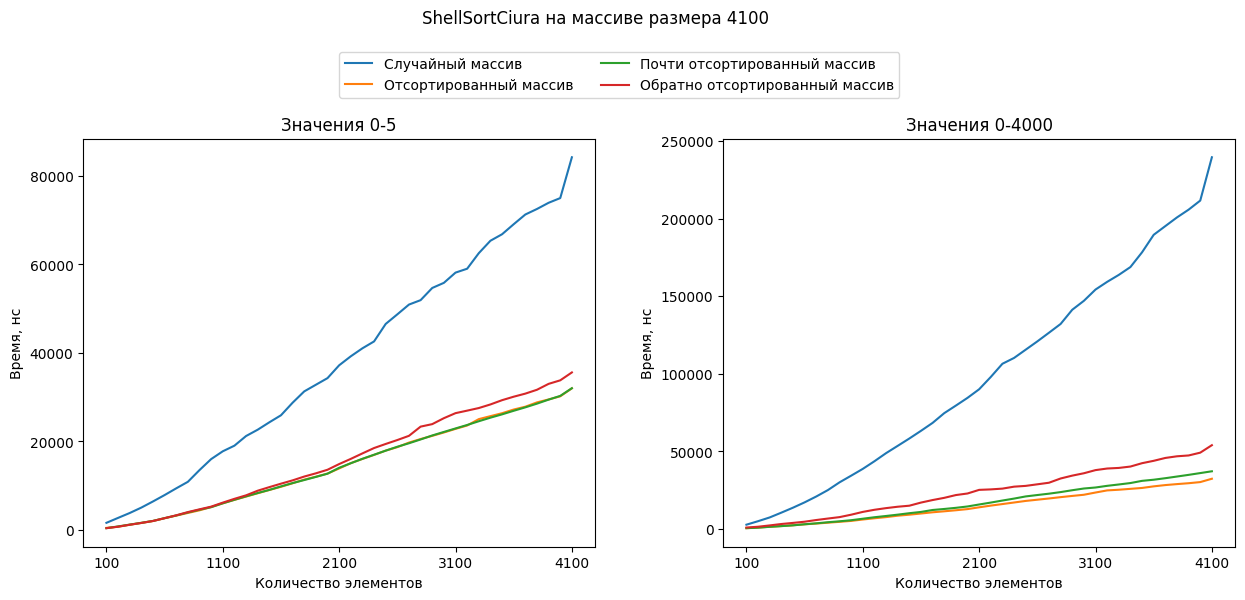 ShellSortCiura на массиве размера 4100
Случайный массив
Отсортированный массив
Почти отсортированный массив
Обратно отсортированный массив
Значения 0-5
80000
60000
40000
20000
0
Время, нс
100 1100 2100 3100 4100
Количество элементов
Значения 0-4000
250000
200000
150000
100000
50000
0
Время, нс
100 1100 2100 3100 4100
Количество элементов